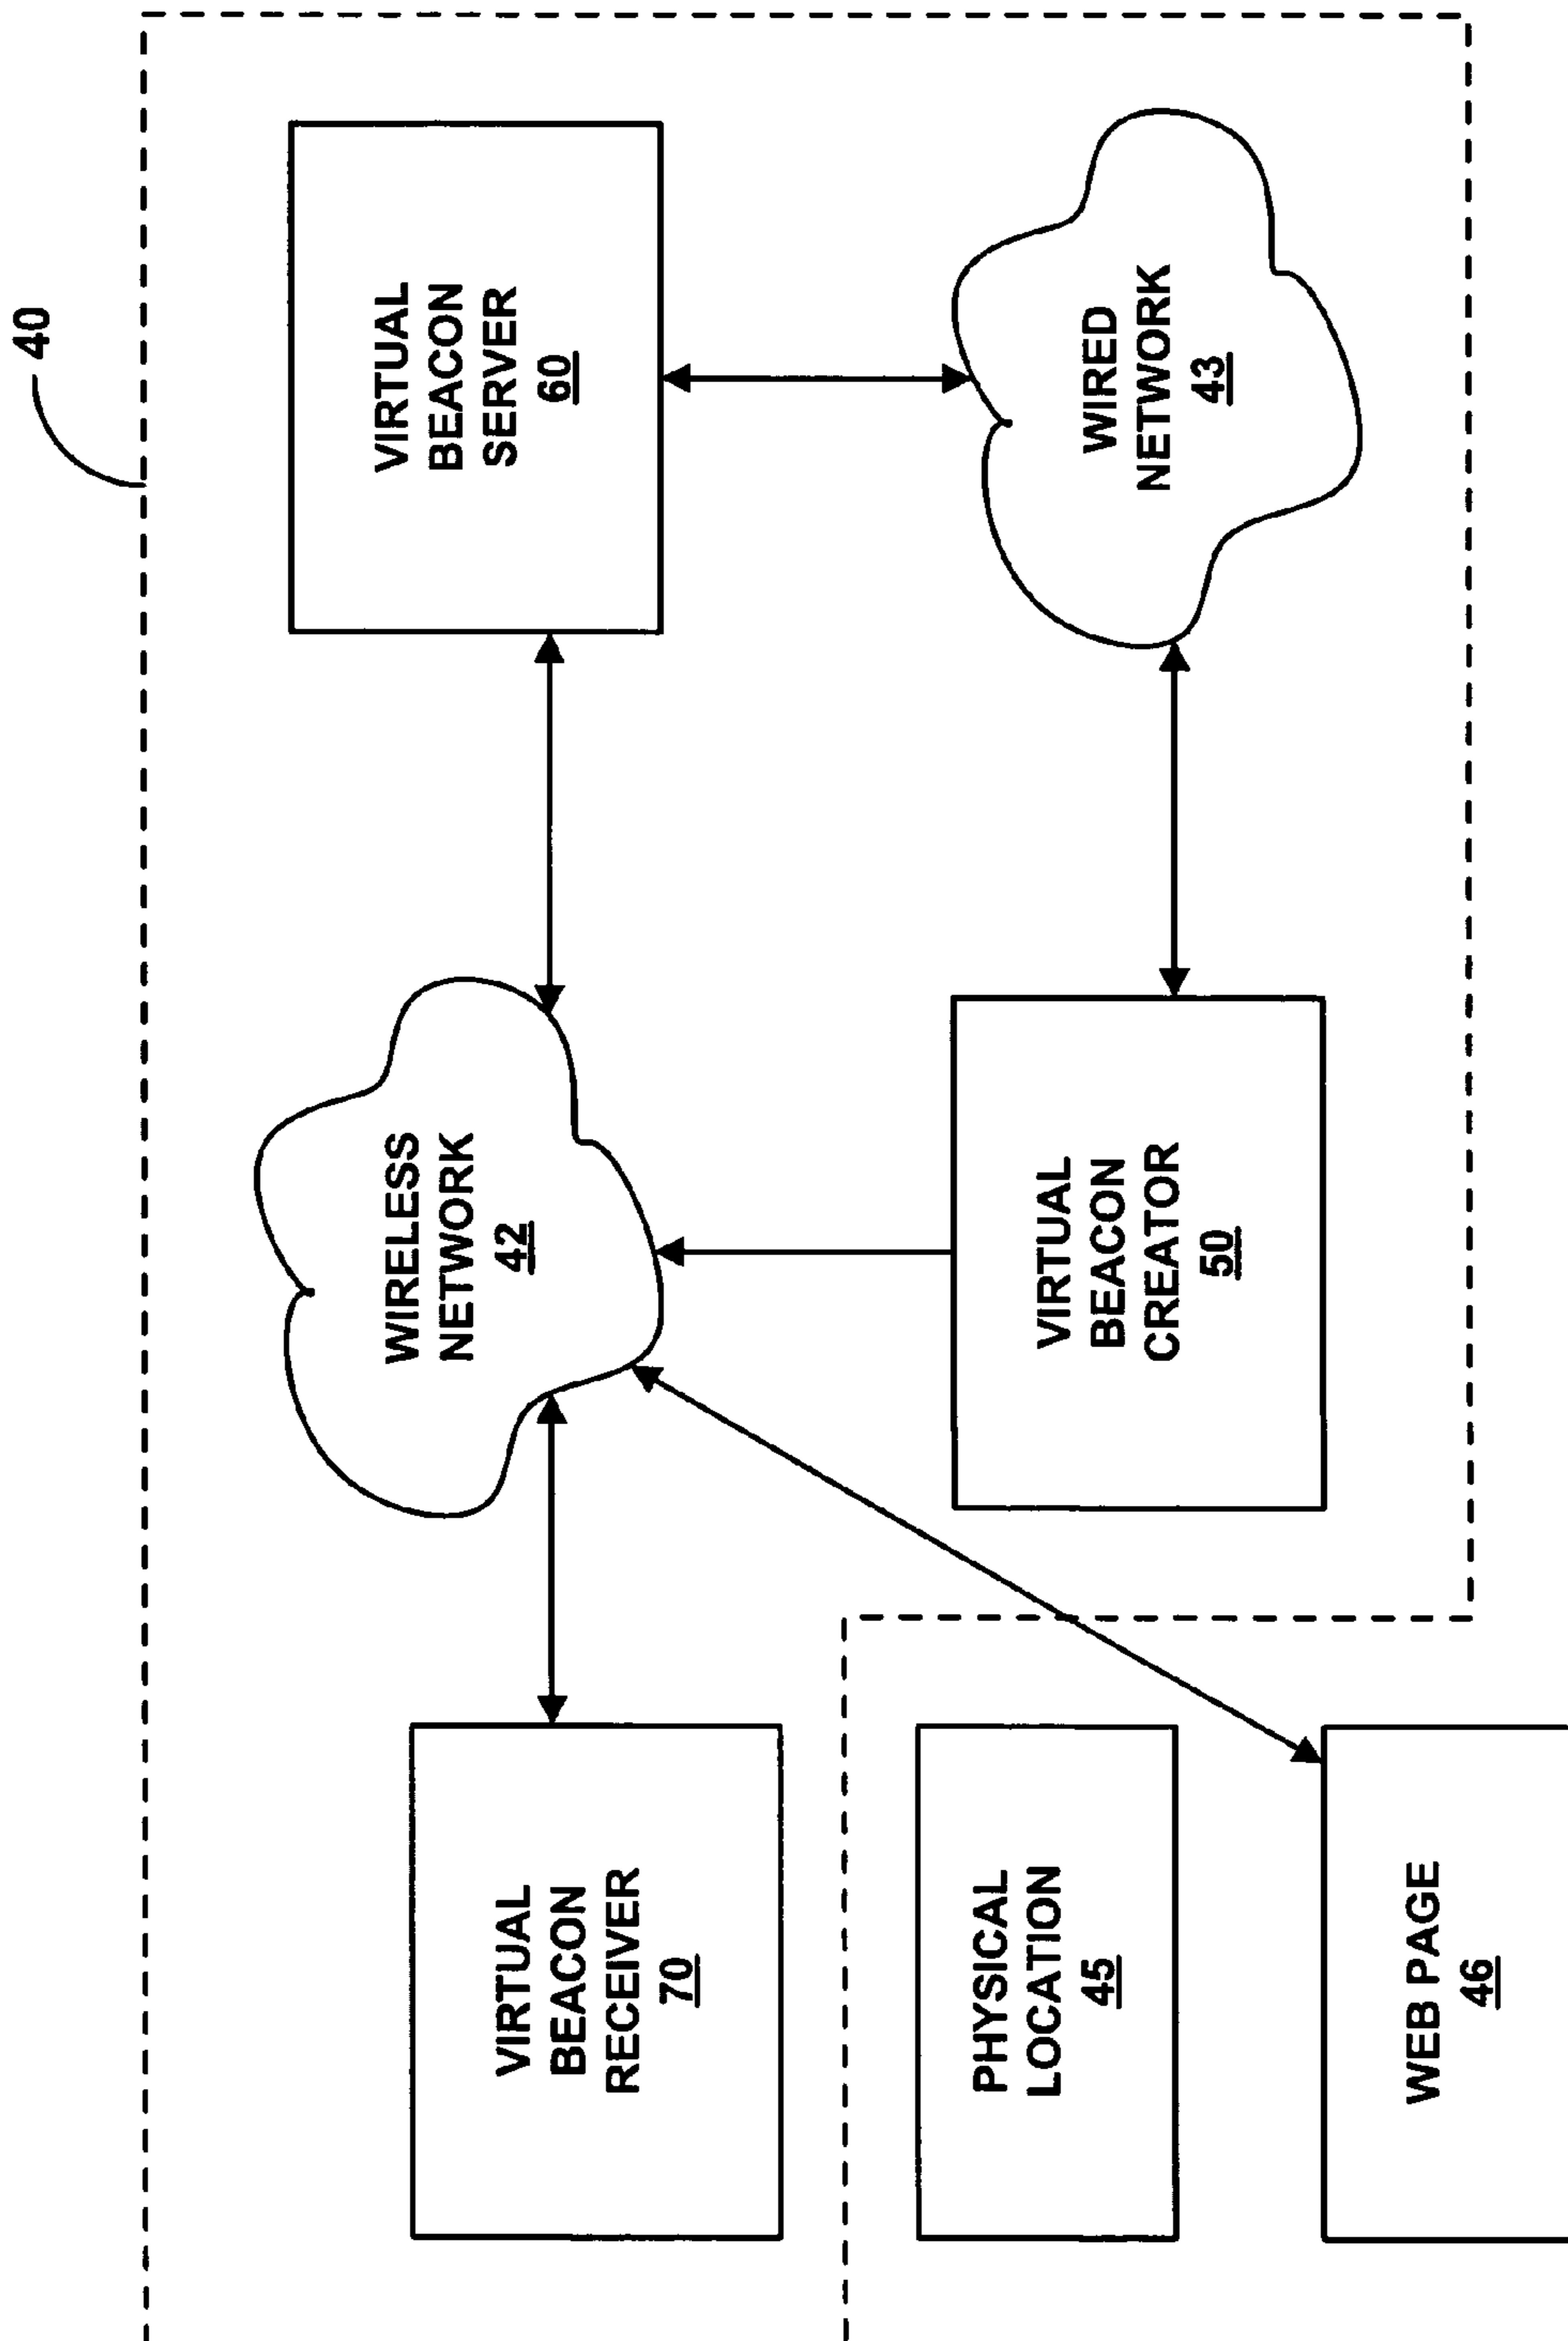 40
VIRTUAL
BEACON
RECEIVER
70
WIRELESS
NETWORK
42
VIRTUAL
BEACON
SERVER
60
PHYSICAL
LOCATION
45
VIRTUAL
BEACON
CREATOR
50
WIRED
NETWORK
43
WEB PAGE
46